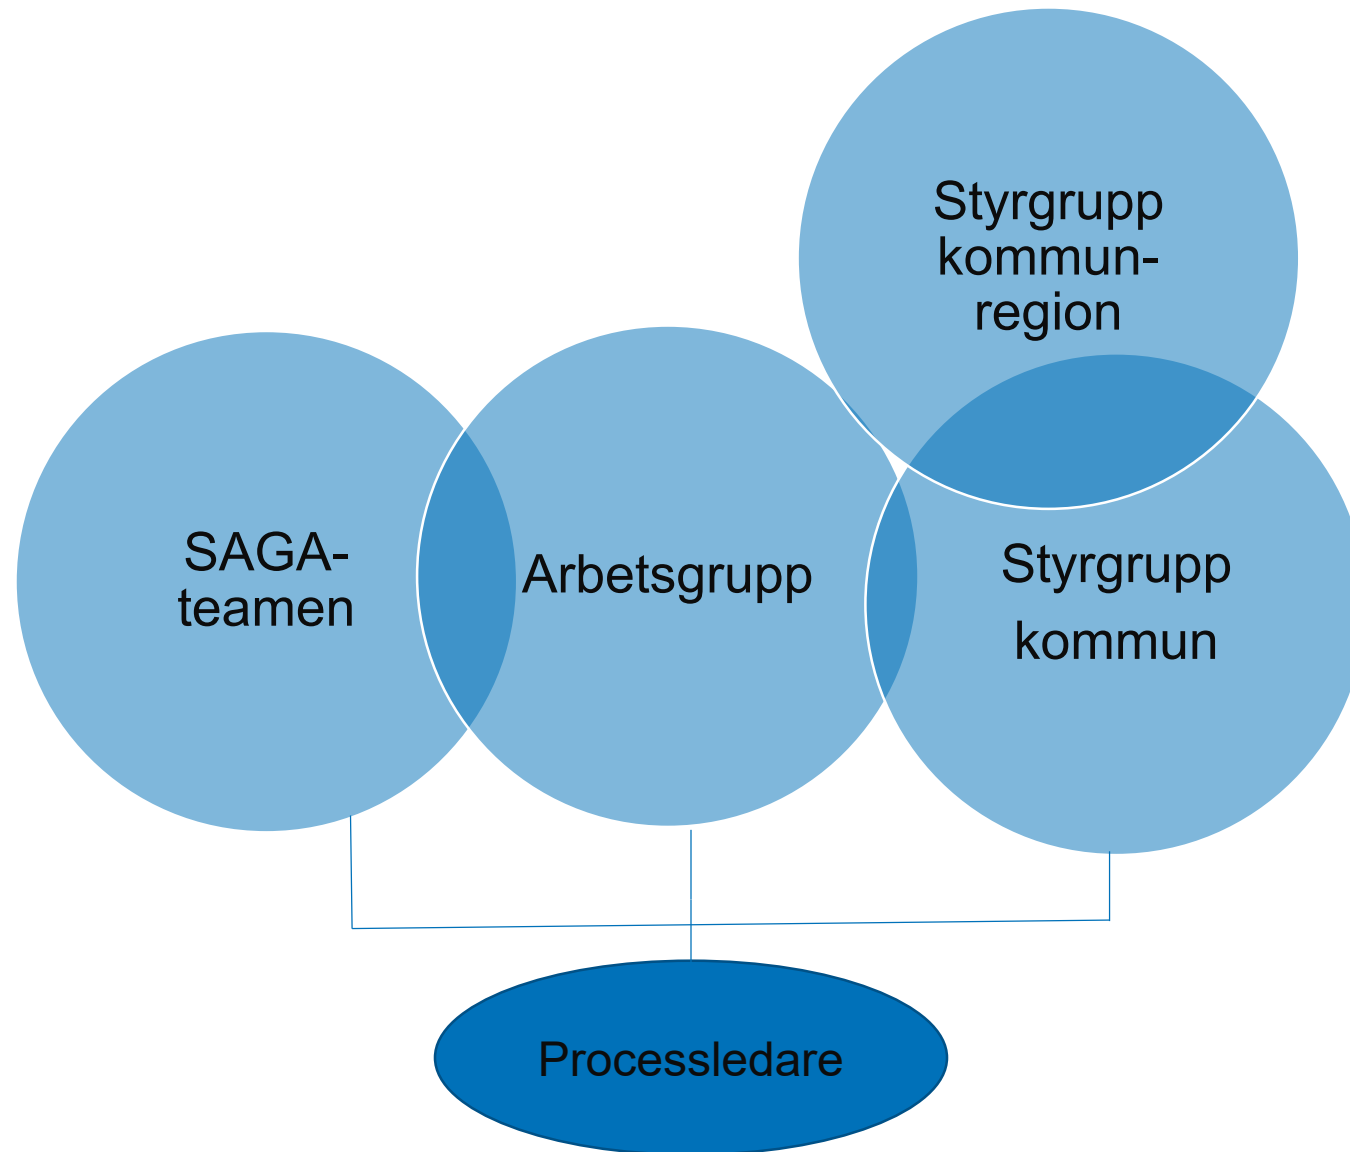 Styrgrupp
kommun-
region
SAGA-
teamen
Arbetsgrupp
Styrgrupp
kommun
Processledare